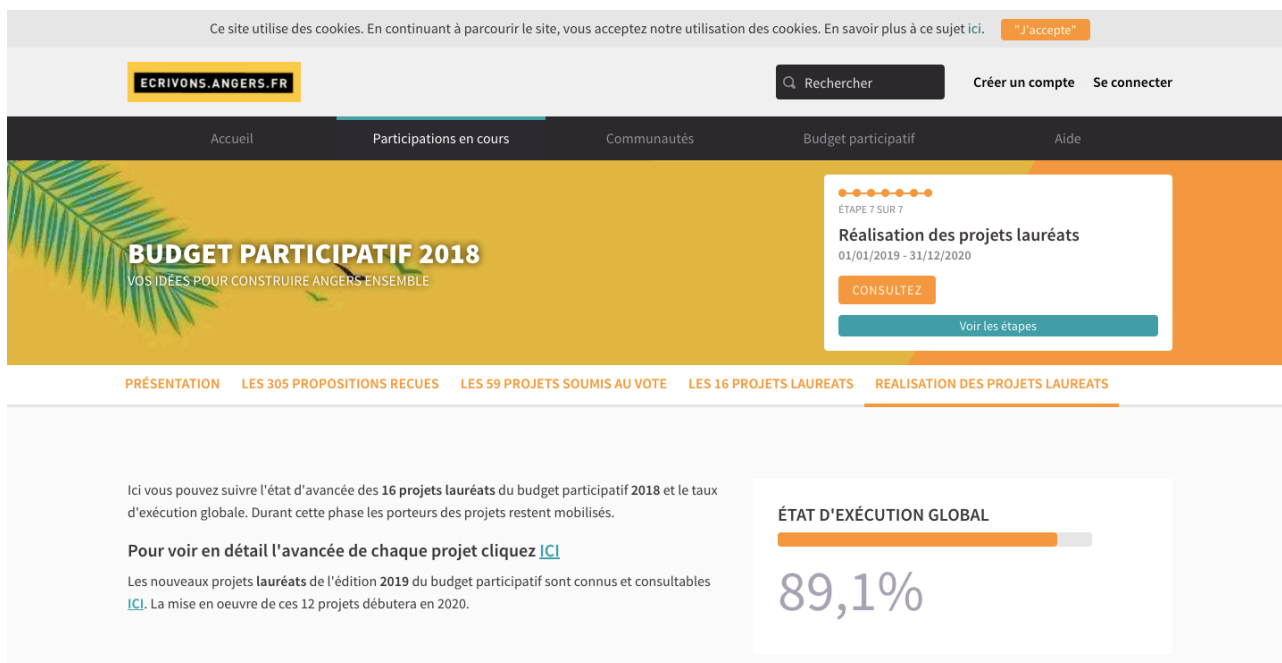 Ce site utilise des cookies. En continuant à parcourir le site, vous acceptez notre utilisation des cookies. En savoir plus à ce sujet ici. "J'accepte"
ECRIVONS.ANGERS.FR
Rechercher
Créer un compte Se connecter
Accueil Participations en cours Communautés Budget participatif Aide
BUDGET PARTICIPATIF 2018
VOS IDÉES POUR CONSTRUIRE ANGERS ENSEMBLE
ÉTAPE 7 SUR 7
Réalisation des projets lauréats
01/01/2019 - 31/12/2020
CONSULTEZ
Voir les étapes
PRÉSENTATION LES 305 PROPOSITIONS RECUES LES 59 PROJETS SOUMIS AU VOTE LES 16 PROJETS LAUREATS REALISATION DES PROJETS LAUREATS
Ici vous pouvez suivre l'état d'avancée des 16 projets lauréats du budget participatif 2018 et le taux
d'exécution globale. Durant cette phase les porteurs des projets restent mobilisés.
Pour voir en détail l'avancée de chaque projet cliquez ICI
Les nouveaux projets lauréats de l'édition 2019 du budget participatif sont connus et consultables
ICI. La mise en oeuvre de ces 12 projets débutera en 2020.
ÉTAT D'EXÉCUTION GLOBAL
89,1%